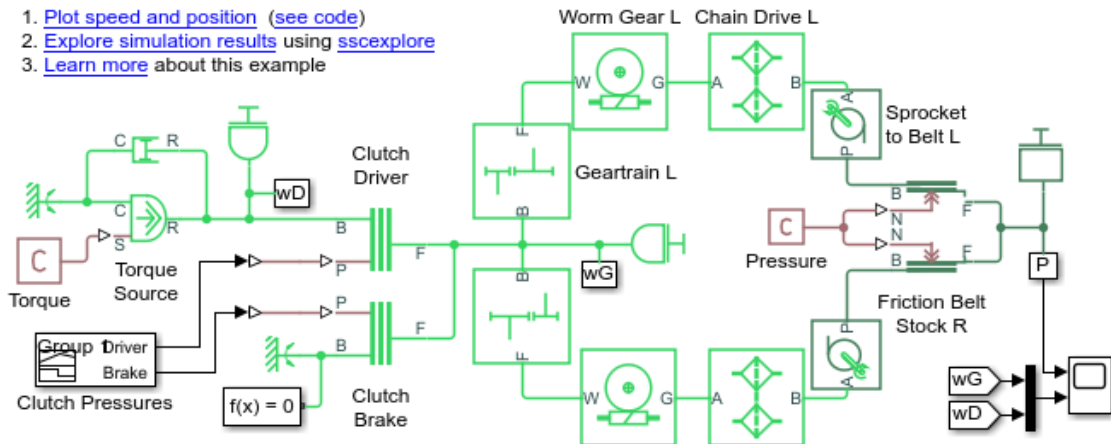 1. Plot speed and position (see code)
2. Explore simulation results using sscexplore
3. Learn more about this example
Worm Gear L
Chain Drive L
W
G
A
B
C
R
F
A
Sprocket
to Belt L
P
Clutch
Driver
Geartrain L
wD
C
S
R
B
B
B
F
C
Torque
Torque
Source
P
F
C
Pressure
N
N
wG
P
B
F
Group 1
Driver
Brake
Clutch Pressures
P
B
F
B
F
Friction Belt
Stock R
P
A
f(x) = 0
Clutch
Brake
W
G
A
B
wG
wD